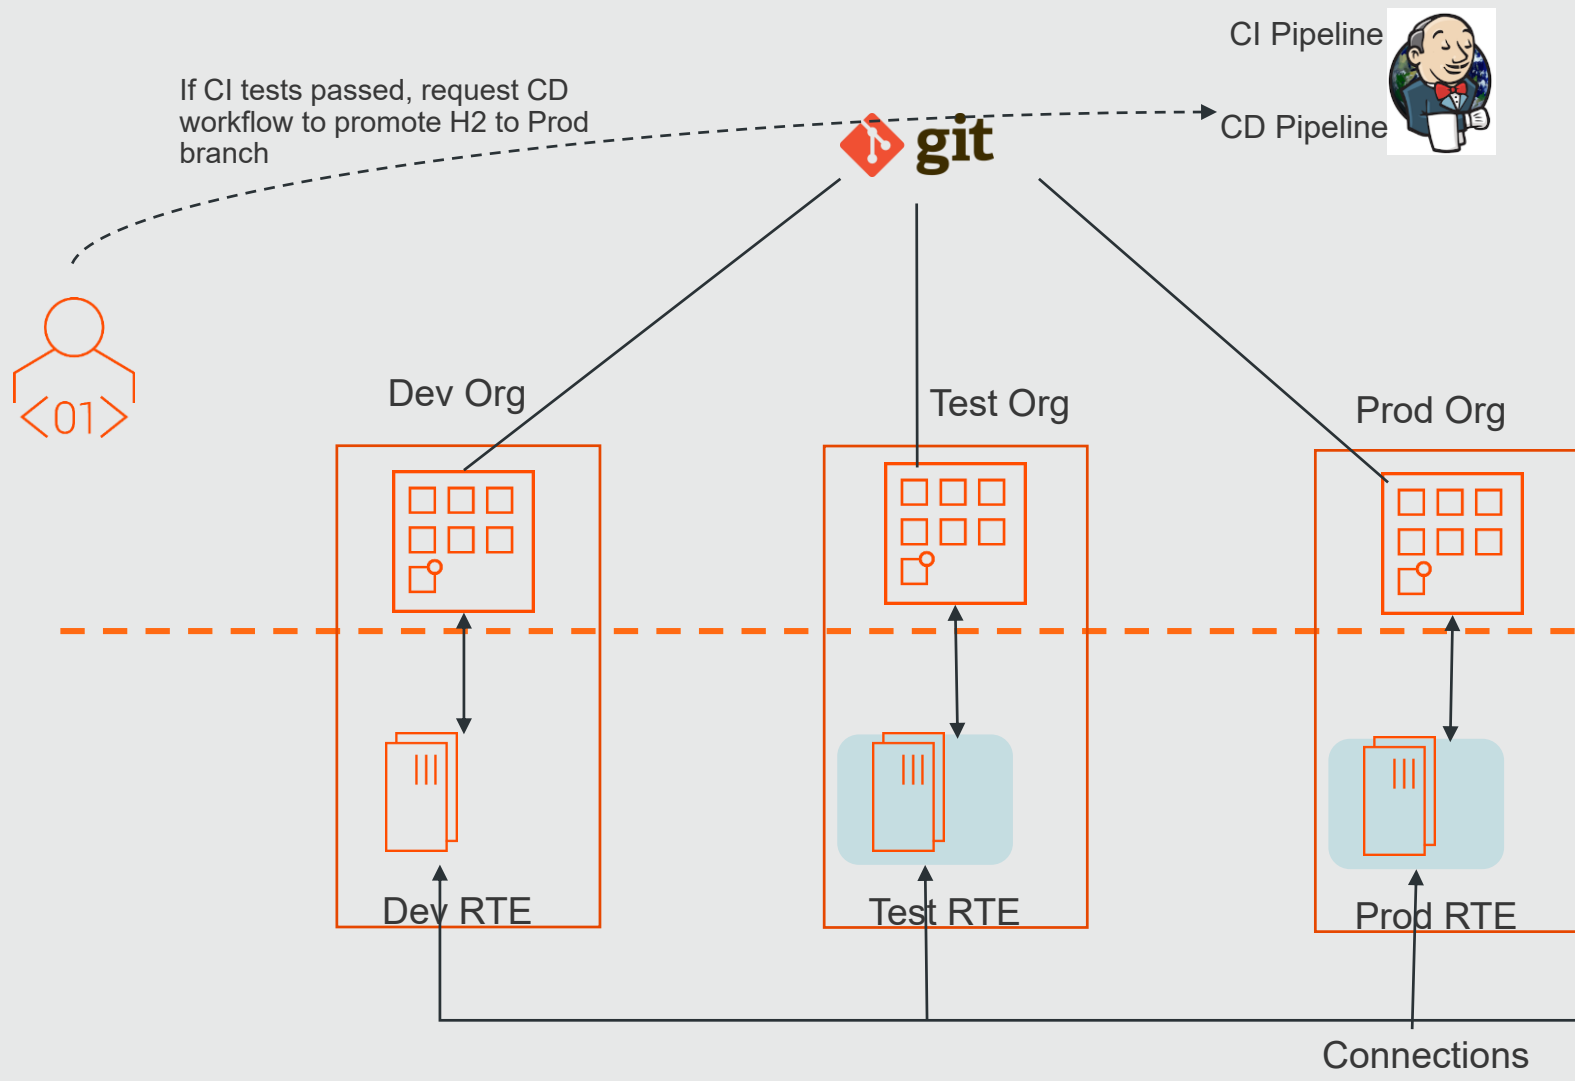 CI Pipeline
If CI tests passed, request CD
workflow to promote H2 to Prod
branch
git
CD Pipeline
<01>
Dev Org
Test Org
Prod Org
Dev RTE
Test RTE
Prod RTE
Connections